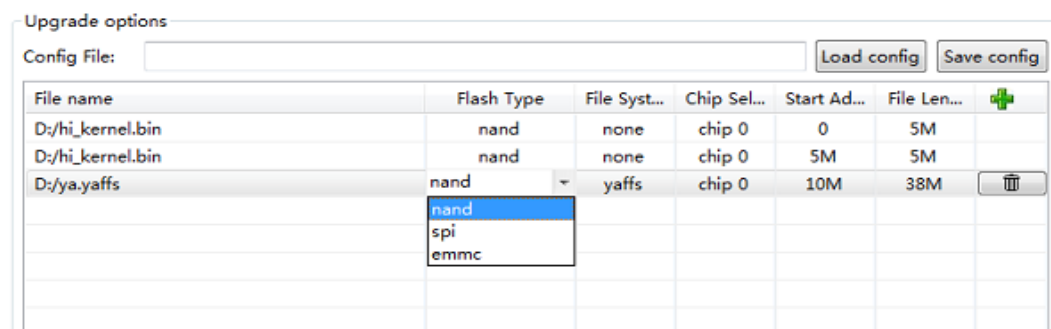 Upgrade options
Config File: Load config Save config
File name Flash Type File Syst... Chip Sel... Start Ad... File Len...
D:/hi_kernel.bin nand none chip 0 0 5M
D:/hi_kernel.bin nand none chip 0 5M 5M
D:/ya.yaffs nand yaffs chip 0 10M 38M
nand
spi
emmc